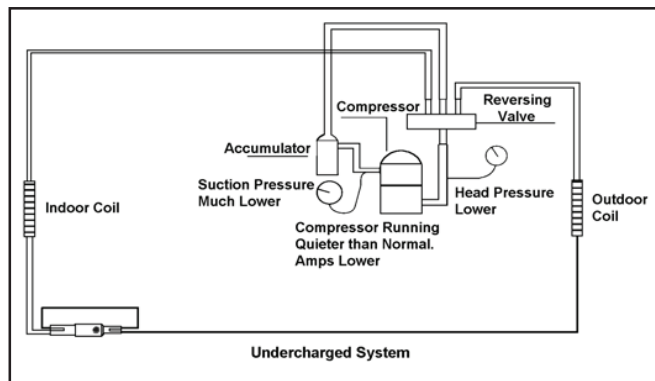 Compressor
Reversing
Valve
Accumulator
Suction Pressure
Much Lower
Indoor Coil
Head Pressure
Lower
Outdoor
Coil
Compressor Running
Quieter than Normal.
Amps Lower
Undercharged System